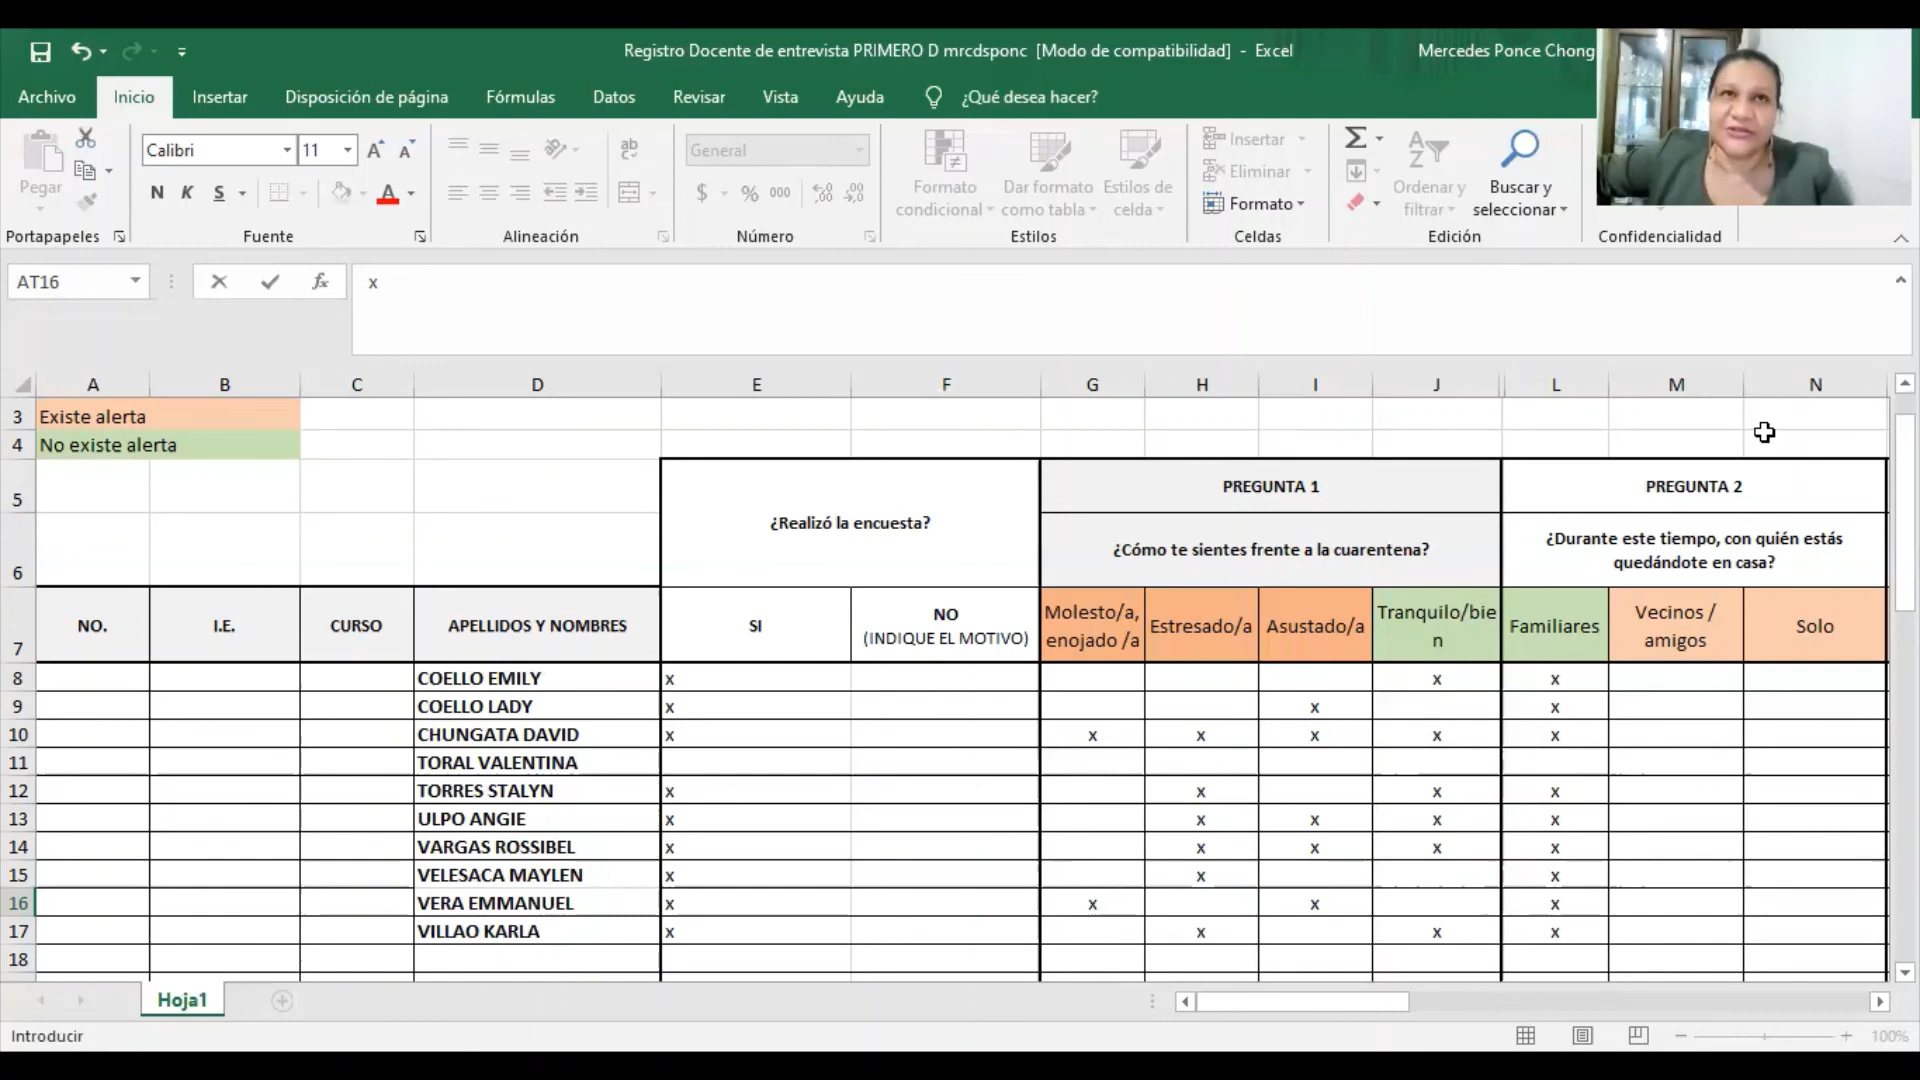 Registro Docente de entrevista PRIMERO D mrcdsponc [Modo de compatibilidad] - Excel
Mercedes Ponce Chong
Archivo Inicio Insertar Disposición de página Fórmulas Datos Revisar Vista Ayuda ¿Qué desea hacer?
Pegar
Calibri 11
N K S
General
$ % 000
Formato condicional
Dar formato como tabla
Estilos de celda
Insertar
Eliminar
Formato
Ordenar y filtrar
Buscar y seleccionar
Portapapeles Fuente Alineación Número Estilos Celdas Edición Confidencialidad
AT16 fx x
A B C D E F G H I J L M N
3 Existe alerta
4 No existe alerta
5 PREGUNTA 1 PREGUNTA 2
¿Realizó la encuesta?
6 ¿Cómo te sientes frente a la cuarentena? ¿Durante este tiempo, con quién estás
quedándote en casa?
7 NO. I.E. CURSO APELLIDOS Y NOMBRES SI NO
(INDIQUE EL MOTIVO)
Molesto/a,
enojado /a
Estresado/a
Asustado/a
Tranquilo/bie
n
Familiares
Vecinos /
amigos
Solo
8 COELLO EMILY x x x
9 COELLO LADY x x x
10 CHUNGATA DAVID x x x x x x
11 TORAL VALENTINA
12 TORRES STALYN x x x x
13 ULPO ANGIE x x x x x
14 VARGAS ROSSIBEL x x x x x
15 VELESACA MAYLEN x x x
16 VERA EMMANUEL x x x x
17 VILLAO KARLA x x x x
18
Hoja1
Introducir
100%